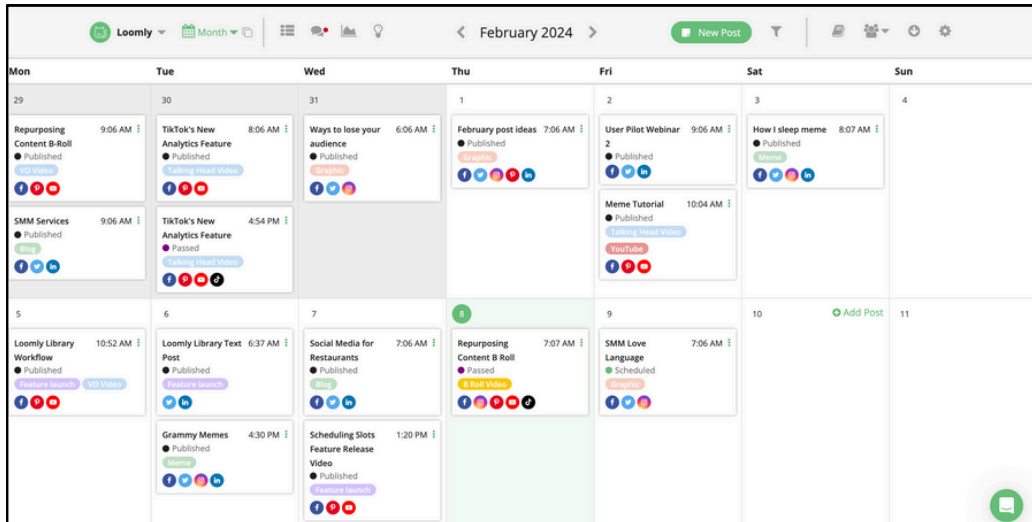 Loomly Month February 2024 New Post
Mon Tue Wed Thu Fri Sat Sun
29
Repurposing 9:06 AM
Content B-Roll
Published
VO Video
SMM Services 9:06 AM
Published
Blog
30
TikTok's New 8:06 AM
Analytics Feature
Published
Talking Head Video
TikTok's New 4:54 PM
Analytics Feature
Passed
Talking Head Video
31
Ways to lose your 6:06 AM
audience
Published
Graphic
1
February post ideas 7:06 AM
Published
Graphic
2
User Pilot Webinar 9:06 AM
2
Published
Meme Tutorial 10:04 AM
Published
Talking Head Video
YouTube
3
How I sleep meme 8:07 AM
Published
Meme
4
5
Loomly Library 10:52 AM
Workflow
Published
Feature launch VO Video
6
Loomly Library Text 6:37 AM
Post
Published
Feature launch
Grammy Memes 4:30 PM
Published
Meme
7
Social Media for 7:06 AM
Restaurants
Published
Blog
Scheduling Slots 1:20 PM
Feature Release
Video
Published
Feature launch
8
Repurposing 7:07 AM
Content B Roll
Passed
B Roll Video
9
SMM Love 7:06 AM
Language
Scheduled
Graphic
10 Add Post
11